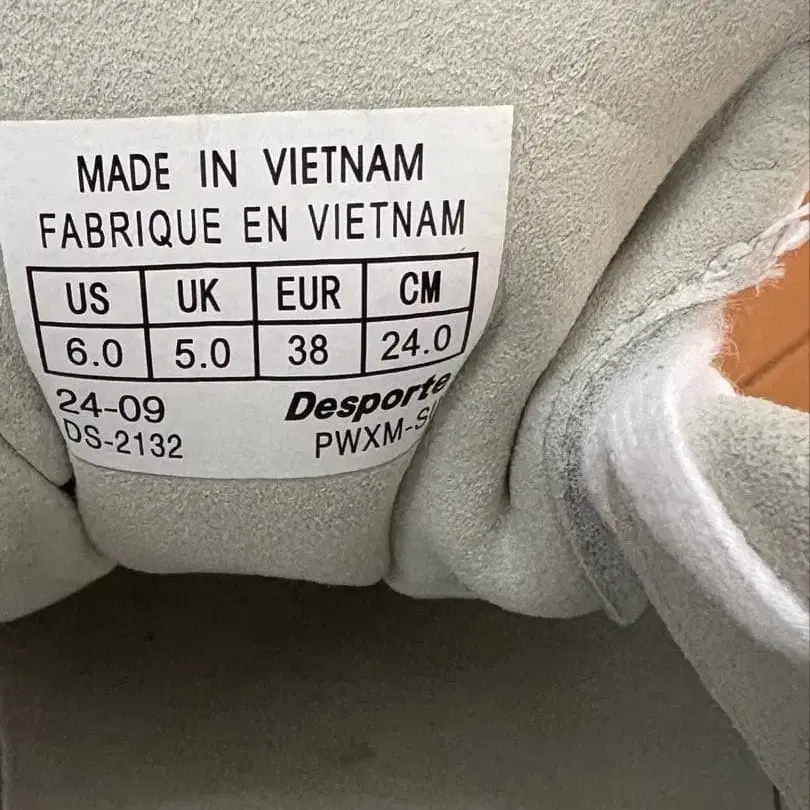 MADE IN VIETNAM
FABRIQUE EN VIETNAM
US UK EUR CM
6.0 5.0 38 24.0
24-09 Desporte
DS-2132